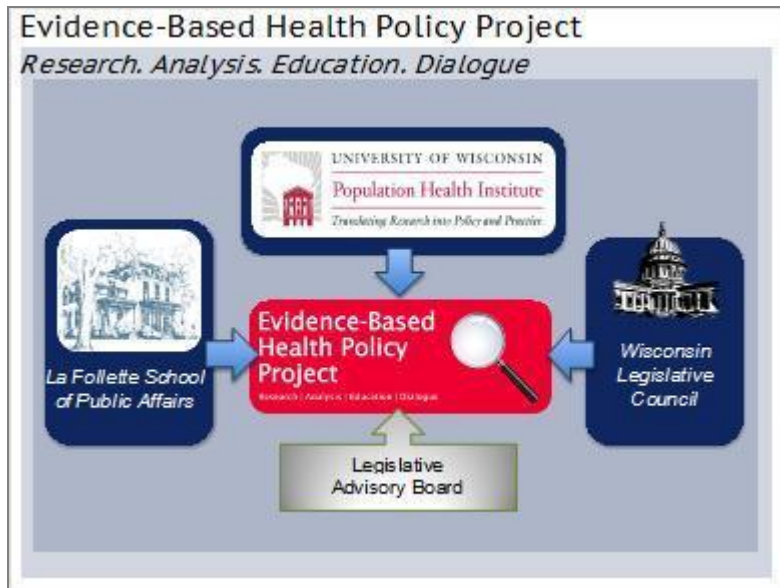 Evidence-Based Health Policy Project
Research. Analysis. Education. Dialogue
UNIVERSITY OF WISCONSIN
Population Health Institute
Translating Research into Policy and Practice
La Follette School
of Public Affairs
Evidence-Based
Health Policy
Project
Research | Analysis | Education | Dialogue
Wisconsin
Legislative
Council
Legislative
Advisory Board